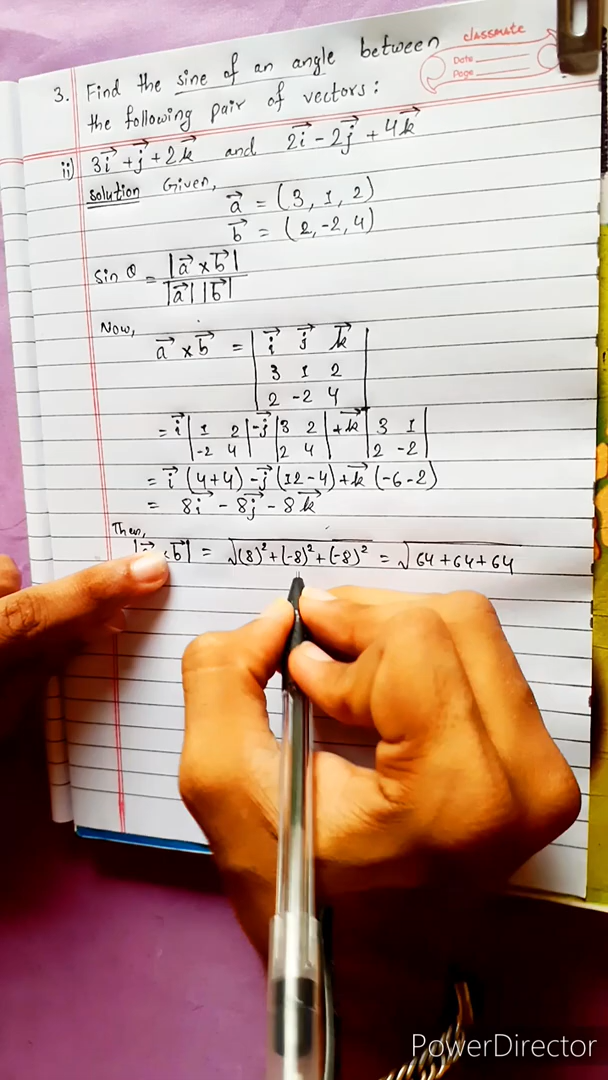 classmate
Date
Page
3. Find the sine of an angle between
the following pair of vectors:
ii) 3i⃗ + j⃗ + 2k⃗ and 2i⃗ - 2j⃗ + 4k⃗
Solution Given,
a⃗ = (3, 1, 2)
b⃗ = (2, -2, 4)
sin θ = |a⃗ × b⃗| / |a⃗| |b⃗|
Now,
a⃗ × b⃗ = | i⃗ j⃗ k⃗ |
3 1 2
2 -2 4
= i⃗ | 1 2 | - j⃗ | 3 2 | + k⃗ | 3 1 |
-2 4 2 4 2 -2
= i⃗ (4+4) - j⃗ (12-4) + k⃗ (-6-2)
= 8i⃗ - 8j⃗ - 8k⃗
Then,
× b⃗| = √(8)² + (-8)² + (-8)² = √64 + 64 + 64
PowerDirector